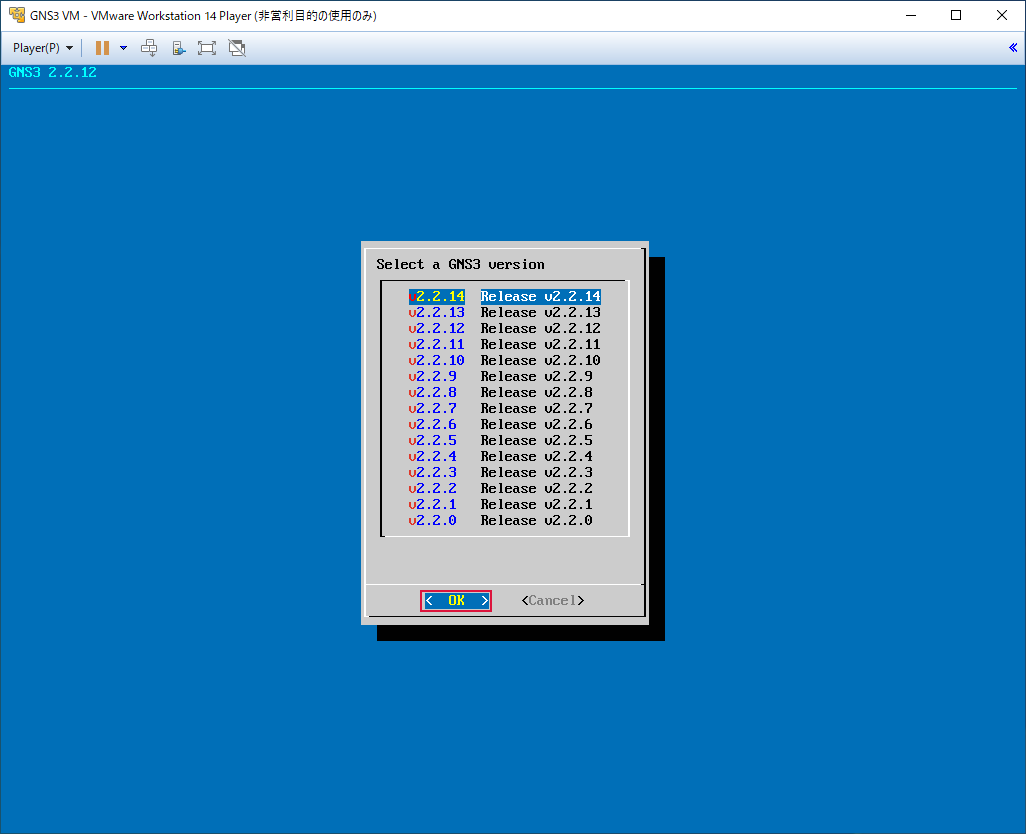 GNS3 VM - VMware Workstation 14 Player (非営利目的の使用のみ)
Player(P)
GNS3 2.2.12
Select a GNS3 version
v2.2.14 Release v2.2.14
v2.2.13 Release v2.2.13
v2.2.12 Release v2.2.12
v2.2.11 Release v2.2.11
v2.2.10 Release v2.2.10
v2.2.9 Release v2.2.9
v2.2.8 Release v2.2.8
v2.2.7 Release v2.2.7
v2.2.6 Release v2.2.6
v2.2.5 Release v2.2.5
v2.2.4 Release v2.2.4
v2.2.3 Release v2.2.3
v2.2.2 Release v2.2.2
v2.2.1 Release v2.2.1
v2.2.0 Release v2.2.0
< OK > <Cancel>